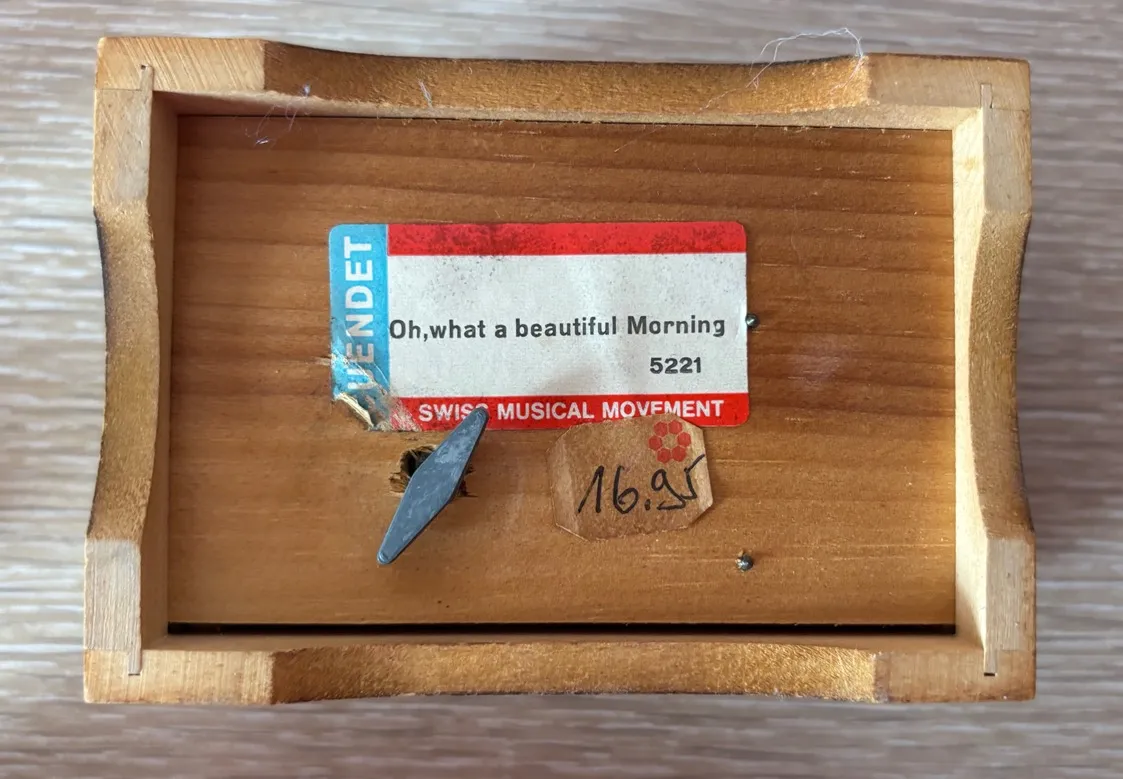 UENDET
Oh,what a beautiful Morning
5221
SWISS MUSICAL MOVEMENT
16.95